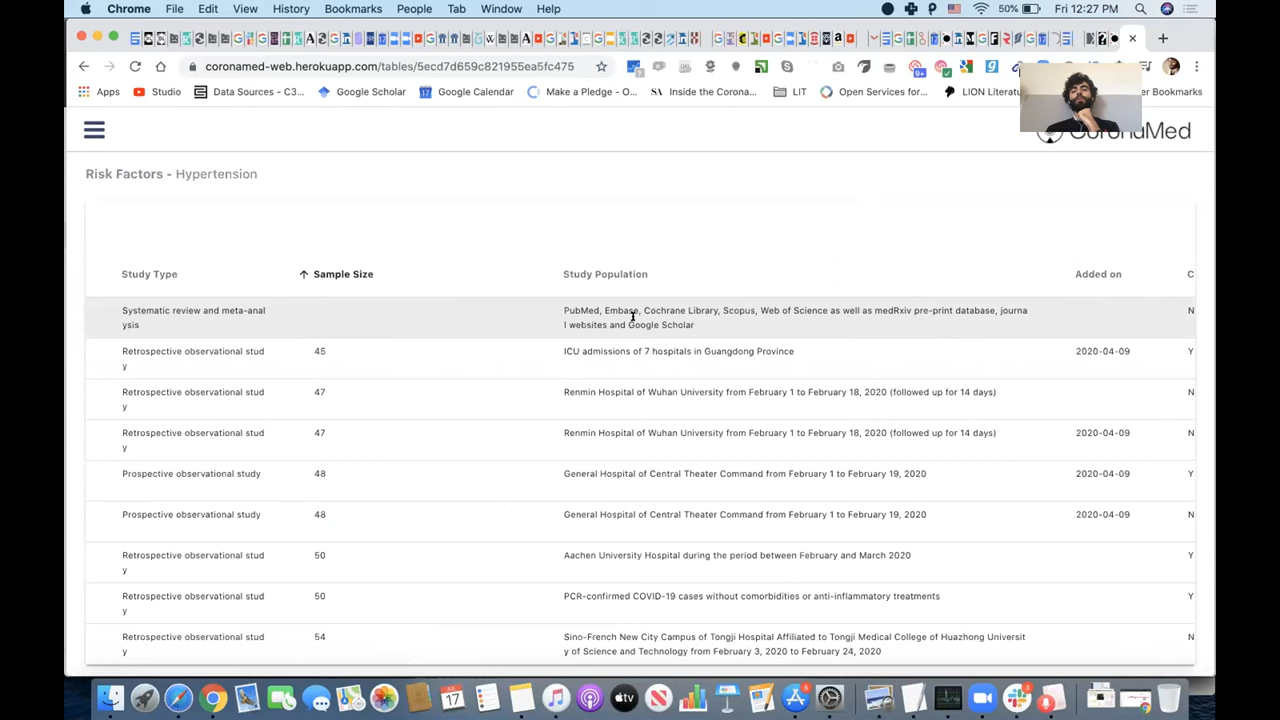 Chrome File Edit View History Bookmarks People Tab Window Help 50% Fri 12:27 PM
coronamed-web.herokuapp.com/tables/5ecd7d659c821955ea5fc475
Apps Studio Data Sources - C3... Google Scholar Google Calendar Make a Pledge - O... Inside the Corona... LIT Open Services for... LION Literatu er Bookmarks
CoronaMed
Risk Factors - Hypertension
Study Type Sample Size Study Population Added on C
Systematic review and meta-anal PubMed, Embase, Cochrane Library, Scopus, Web of Science as well as medRxiv pre-print database, journa N
ysis l websites and Google Scholar
Retrospective observational stud 45 ICU admissions of 7 hospitals in Guangdong Province 2020-04-09 Y
y
Retrospective observational stud 47 Renmin Hospital of Wuhan University from February 1 to February 18, 2020 (followed up for 14 days) N
y
Retrospective observational stud 47 Renmin Hospital of Wuhan University from February 1 to February 18, 2020 (followed up for 14 days) 2020-04-09 N
y
Prospective observational study 48 General Hospital of Central Theater Command from February 1 to February 19, 2020 2020-04-09 Y
Prospective observational study 48 General Hospital of Central Theater Command from February 1 to February 19, 2020 2020-04-09 N
Retrospective observational stud 50 Aachen University Hospital during the period between February and March 2020 Y
y
Retrospective observational stud 50 PCR-confirmed COVID-19 cases without comorbidities or anti-inflammatory treatments Y
y
Retrospective observational stud 54 Sino-French New City Campus of Tongji Hospital Affiliated to Tongji Medical College of Huazhong Universit N
y y of Science and Technology from February 3, 2020 to February 24, 2020
17 tv